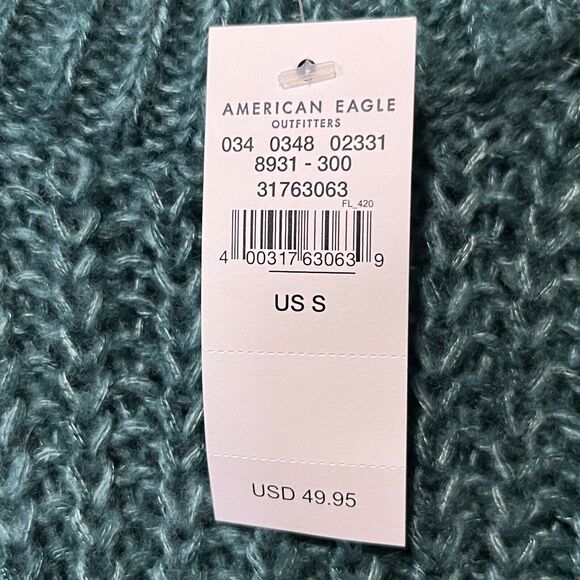 AMERICAN EAGLE
OUTFITTERS
034 0348 02331
8931 - 300
31763063
FL_420
4 00317 63063 9
US S
USD 49.95